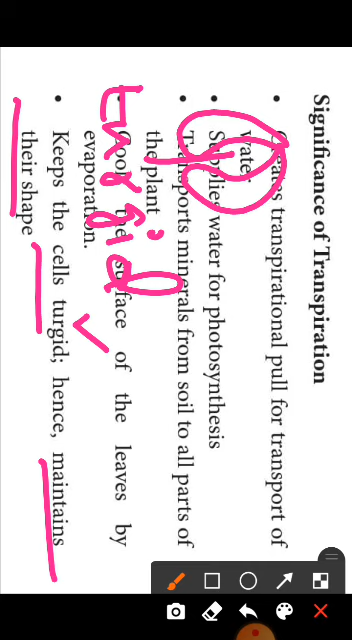 Significance of Transpiration
• Creates transpirational pull for transport of
water.
• Supplies water for photosynthesis
• Transports minerals from soil to all parts of
the plant
• Cools the surface of the leaves by
evaporation.
• Keeps the cells turgid; hence, maintains
their shape
turgid